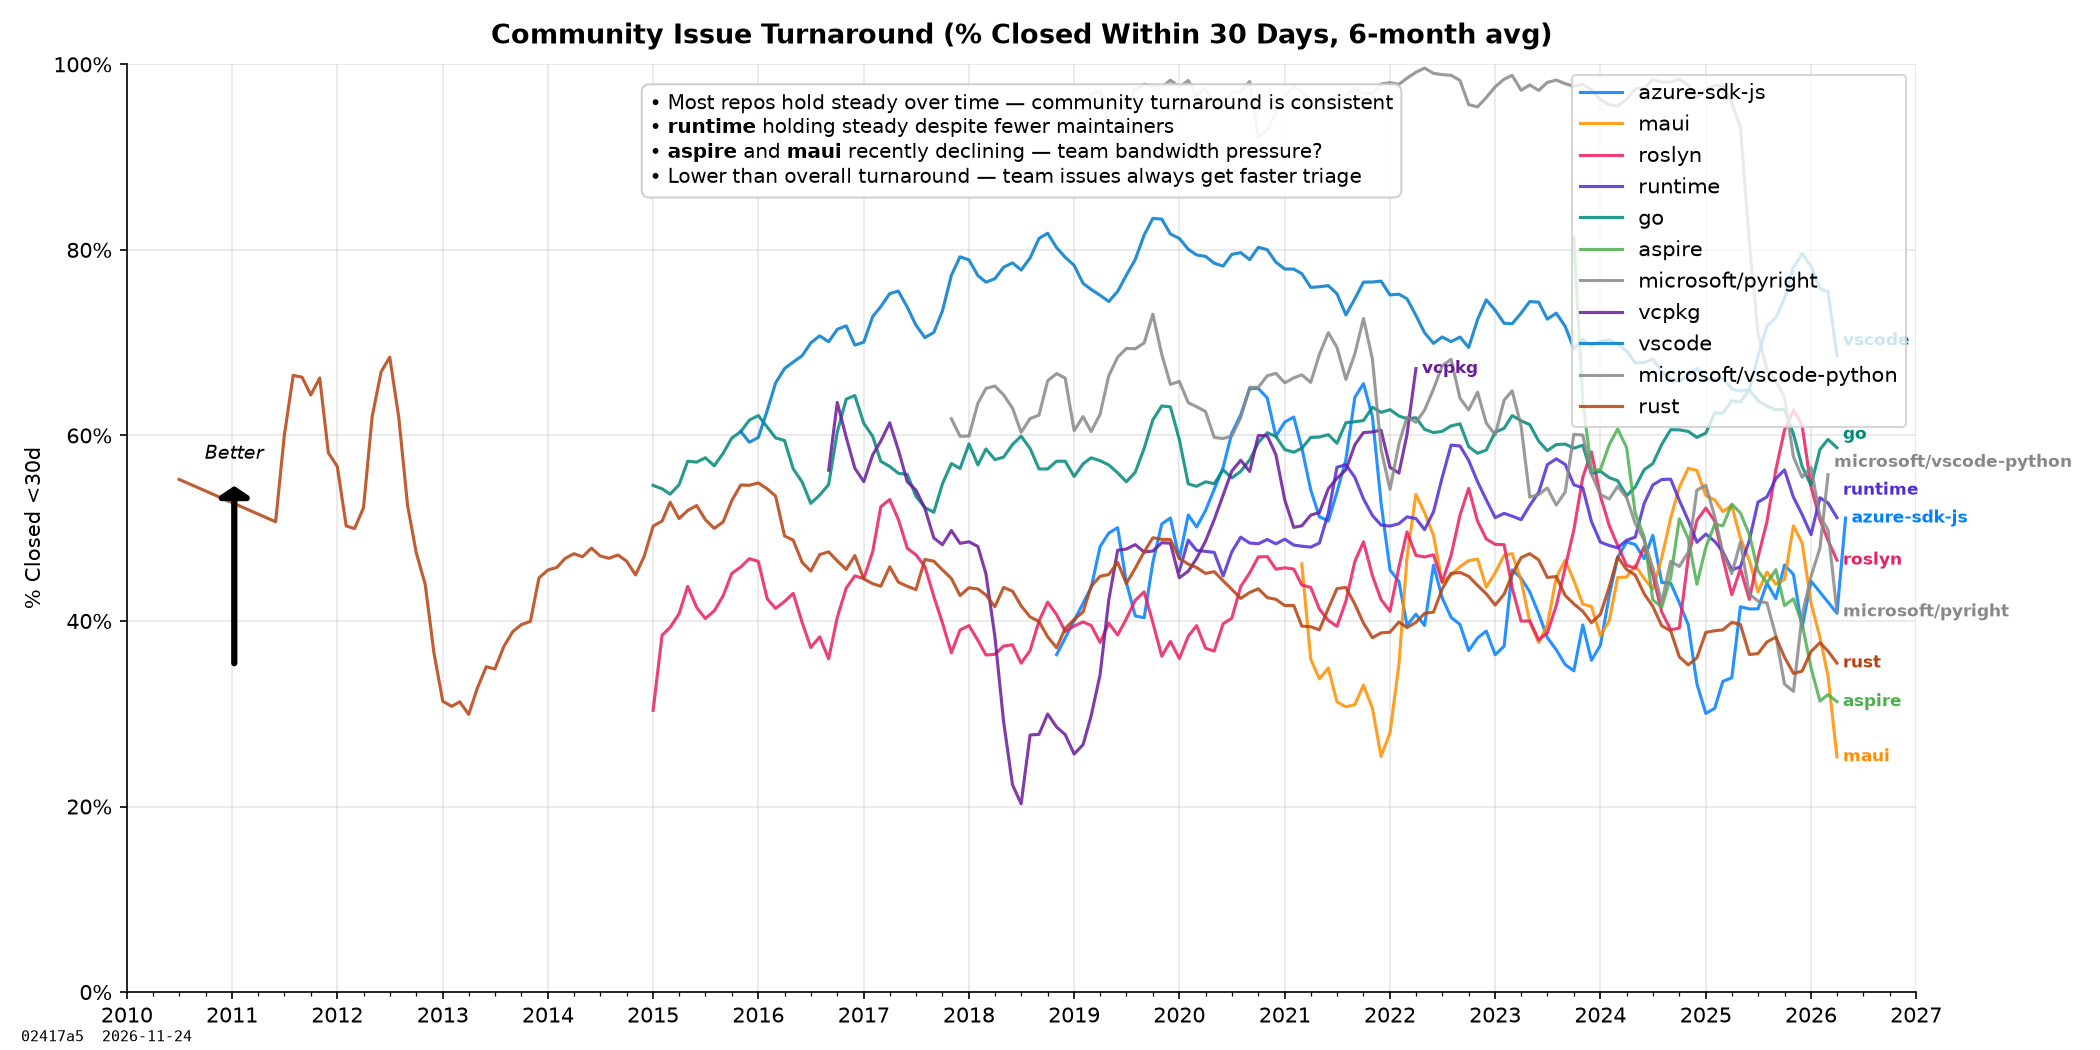 Community Issue Turnaround (% Closed Within 30 Days, 6-month avg)
100%
80%
60%
40%
20%
0%
% Closed <30d
• Most repos hold steady over time — community turnaround is consistent
• runtime holding steady despite fewer maintainers
• aspire and maui recently declining — team bandwidth pressure?
• Lower than overall turnaround — team issues always get faster triage
azure-sdk-js
maui
roslyn
runtime
go
aspire
microsoft/pyright
vcpkg
vscode
microsoft/vscode-python
rust
Better
vcpkg
vscode
go
microsoft/vscode-python
runtime
azure-sdk-js
roslyn
microsoft/pyright
rust
aspire
maui
2010 2011 2012 2013 2014 2015 2016 2017 2018 2019 2020 2021 2022 2023 2024 2025 2026 2027
02417a5 2026-11-24